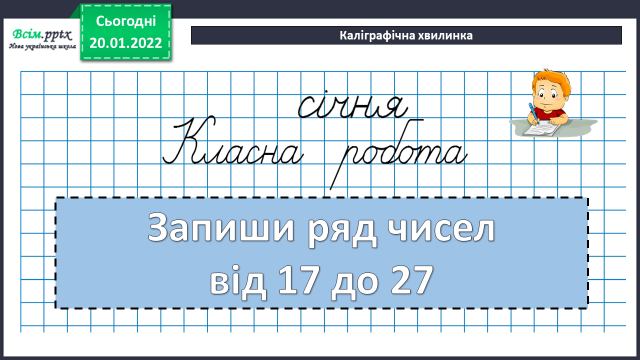 Всім.pptx
Нова українська школа
Сьогодні
20.01.2022
Каліграфічна хвилинка
січня
Класна робота
Запиши ряд чисел
від 17 до 27